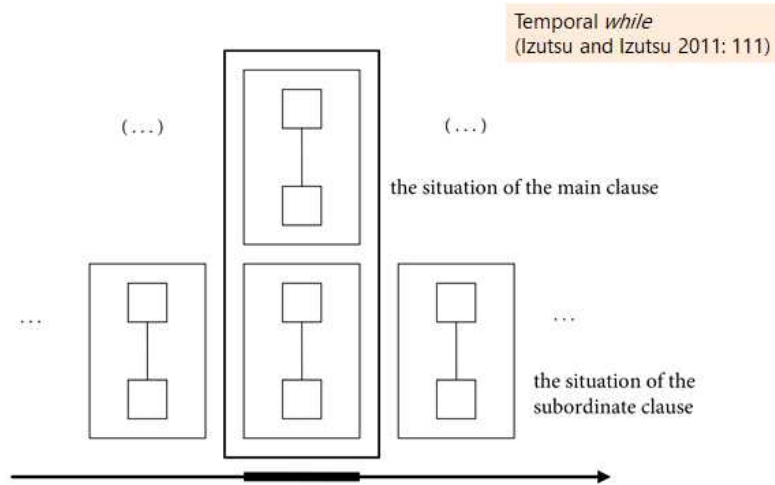 Temporal while
(Izutsu and Izutsu 2011: 111)
(...)
(...)
the situation of the main clause
...
...
the situation of the
subordinate clause